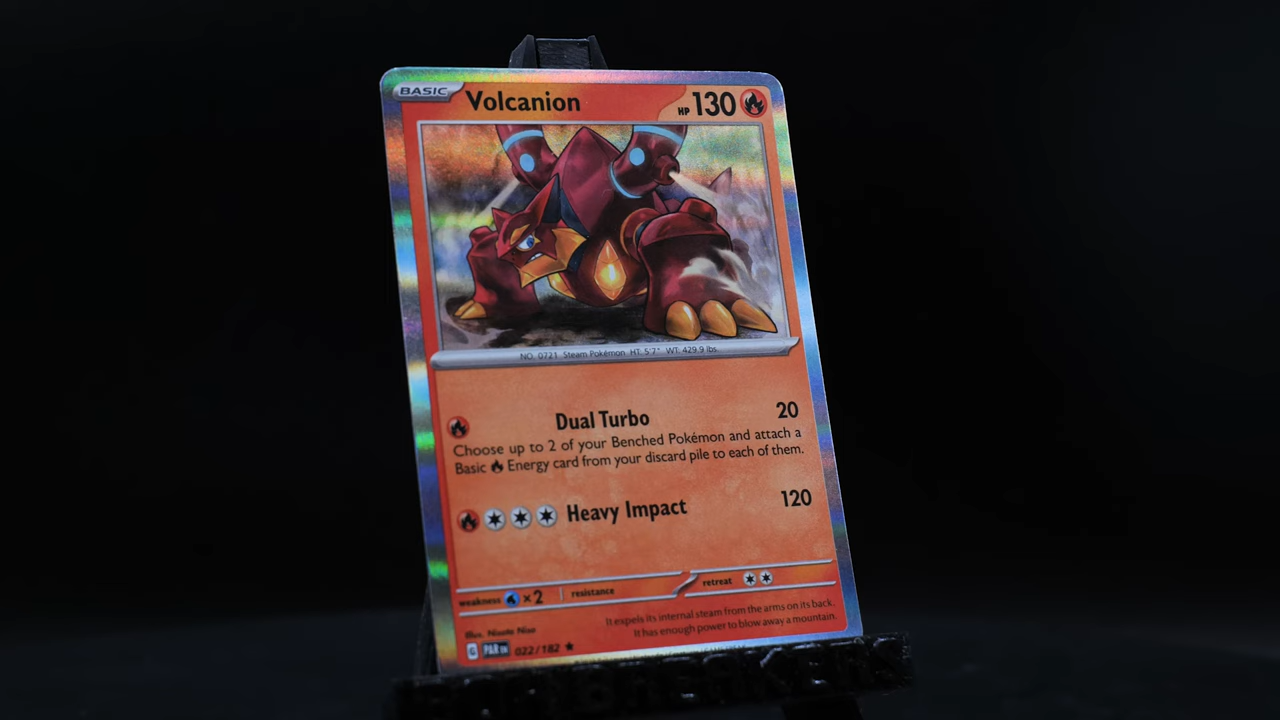 BASIC Volcanion HP 130
NO. 0721 Steam Pokémon HT: 5'7" WT: 429.9 lbs.
Dual Turbo 20
Choose up to 2 of your Benched Pokémon and attach a
Basic Energy card from your discard pile to each of them.
Heavy Impact 120
weakness ×2 resistance retreat
It expels its internal steam from the arms on its back.
It has enough power to blow away a mountain.
Illus. Niao
G PAR EN 022/182